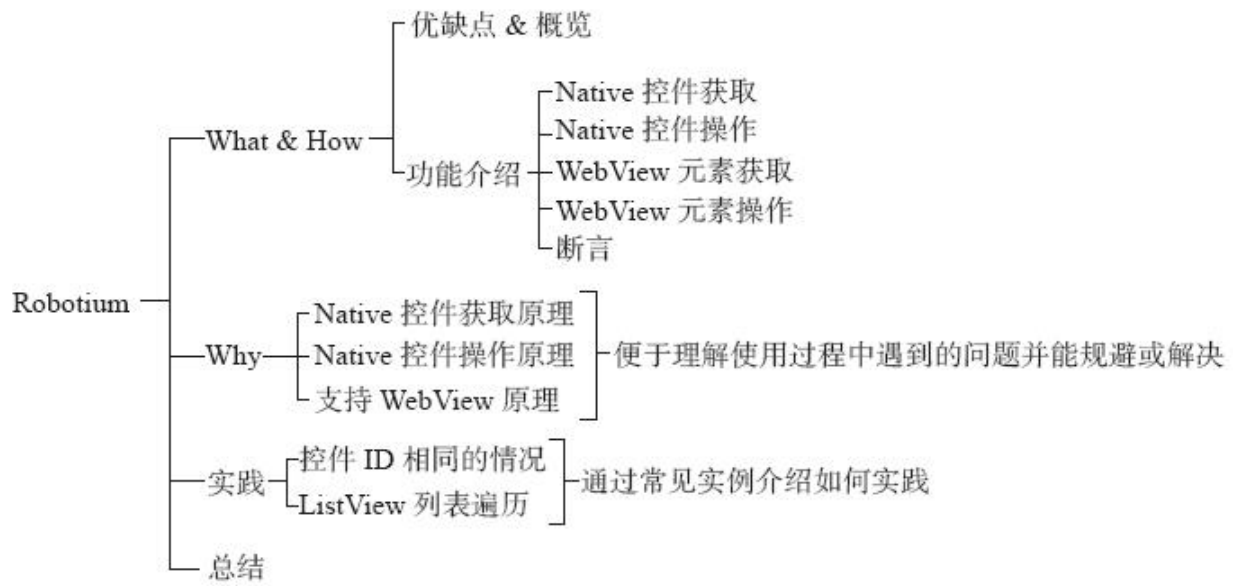 优缺点 & 概览
Native 控件获取
Native 控件操作
What & How
功能介绍
WebView 元素获取
WebView 元素操作
断言
Robotium
Native 控件获取原理
Why
Native 控件操作原理
便于理解使用过程中遇到的问题并能规避或解决
支持 WebView 原理
控件 ID 相同的情况
实践
通过常见实例介绍如何实践
ListView 列表遍历
总结